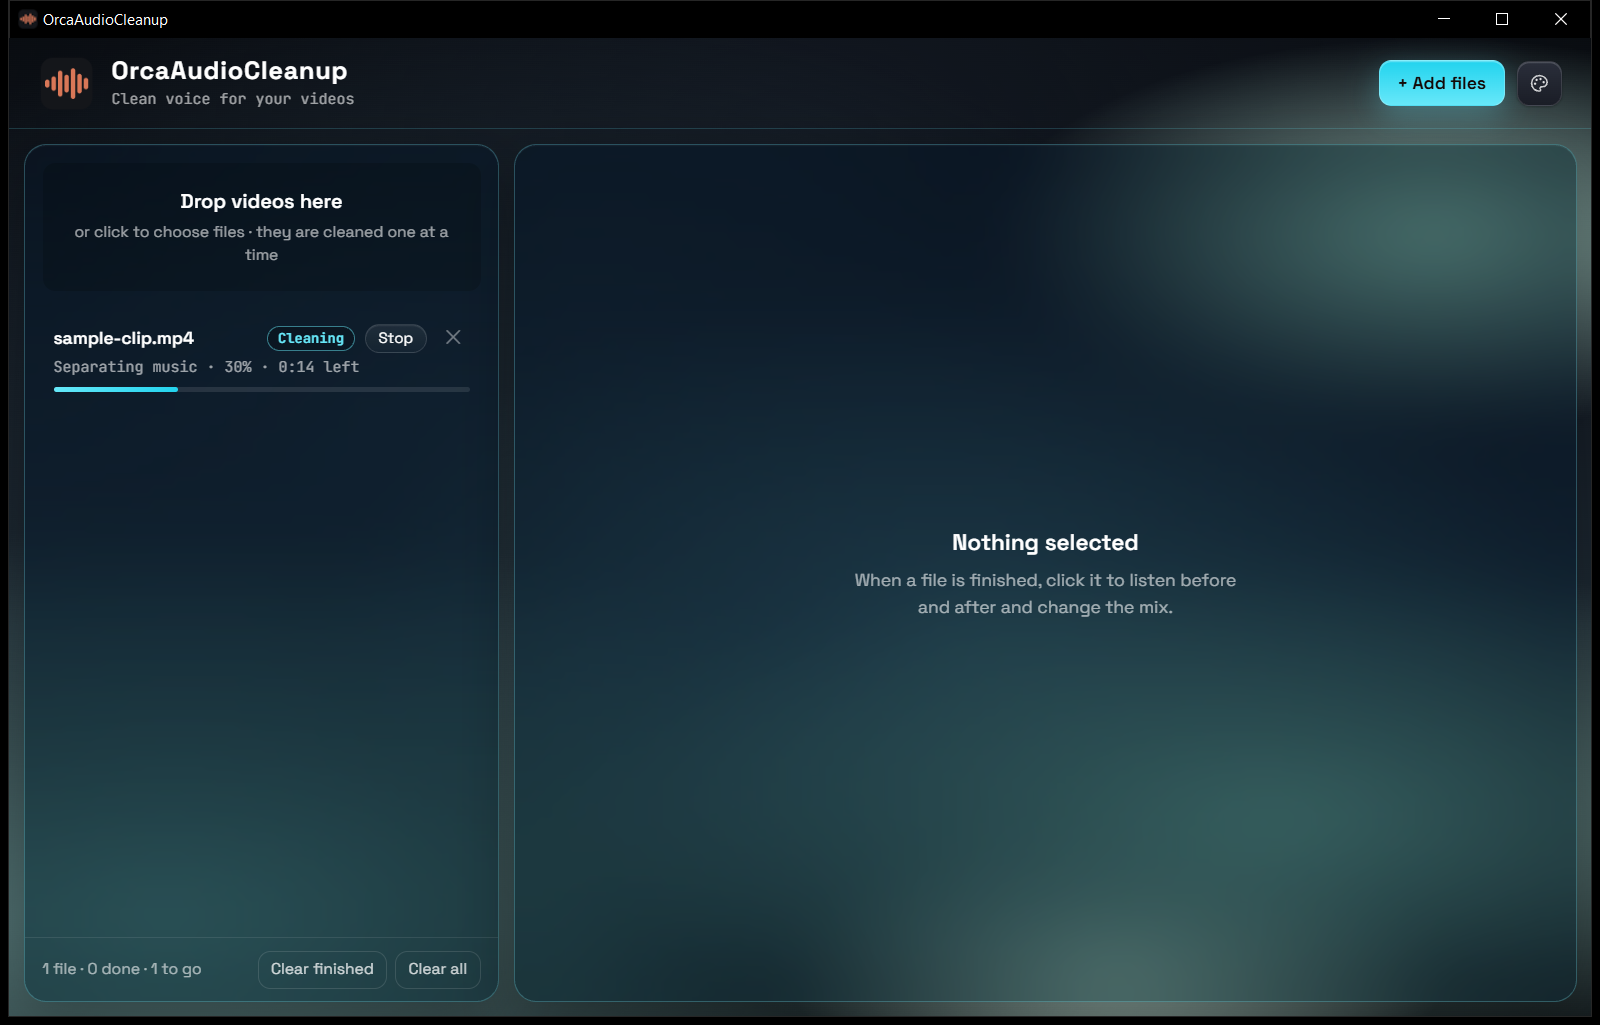 OrcaAudioCleanup
OrcaAudioCleanup
Clean voice for your videos
+ Add files
Drop videos here
or click to choose files · they are cleaned one at a
time
sample-clip.mp4
Cleaning
Stop
Separating music · 30% · 0:14 left
Nothing selected
When a file is finished, click it to listen before
and after and change the mix.
1 file · 0 done · 1 to go
Clear finished
Clear all